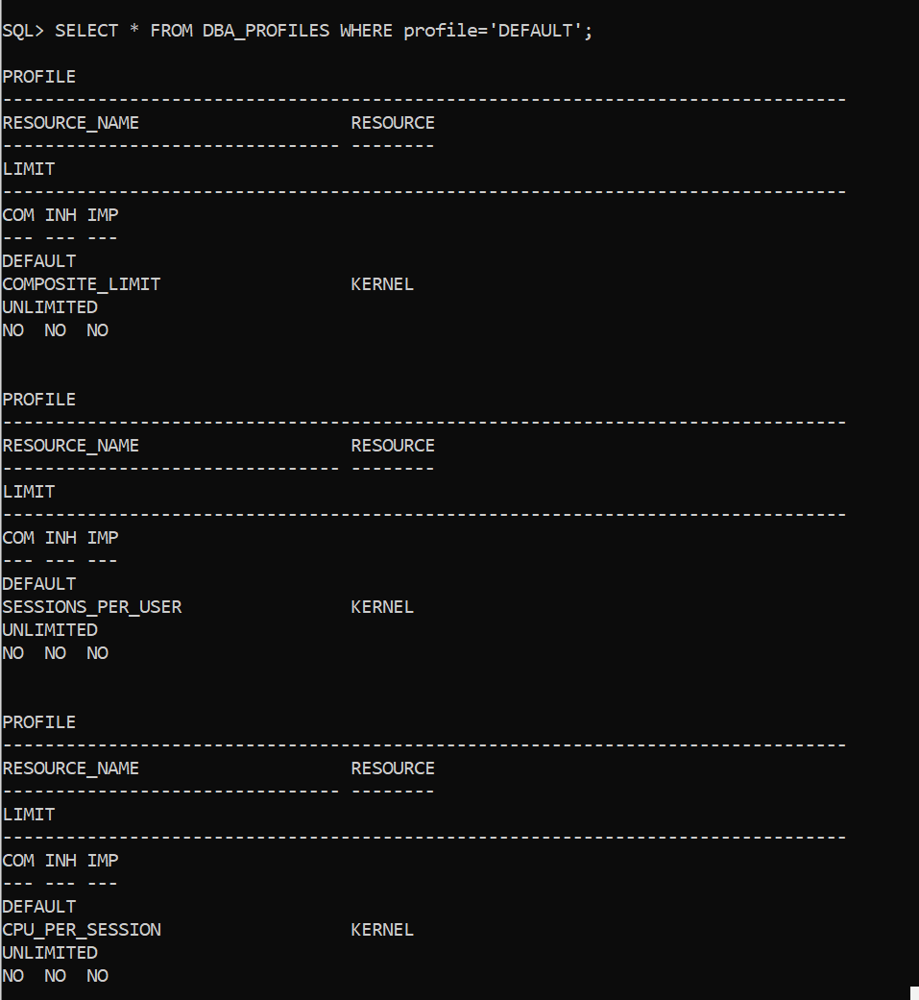 SQL> SELECT * FROM DBA_PROFILES WHERE profile='DEFAULT';
PROFILE
--------------------------------------------------------------------------------
RESOURCE_NAME                    RESOURCE
-------------------------------- --------
LIMIT
--------------------------------------------------------------------------------
COM INH IMP
--- --- ---
DEFAULT
COMPOSITE_LIMIT                  KERNEL
UNLIMITED
NO  NO  NO
PROFILE
--------------------------------------------------------------------------------
RESOURCE_NAME                    RESOURCE
-------------------------------- --------
LIMIT
--------------------------------------------------------------------------------
COM INH IMP
--- --- ---
DEFAULT
SESSIONS_PER_USER                KERNEL
UNLIMITED
NO  NO  NO
PROFILE
--------------------------------------------------------------------------------
RESOURCE_NAME                    RESOURCE
-------------------------------- --------
LIMIT
--------------------------------------------------------------------------------
COM INH IMP
--- --- ---
DEFAULT
CPU_PER_SESSION                  KERNEL
UNLIMITED
NO  NO  NO